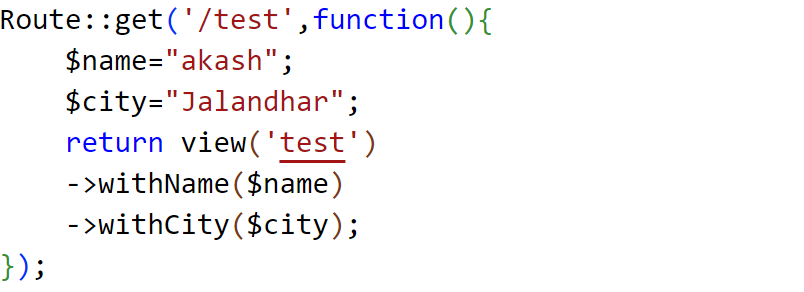 Route::get('/test',function(){
    $name="akash";
    $city="Jalandhar";
    return view('test')
    ->withName($name)
    ->withCity($city);
});